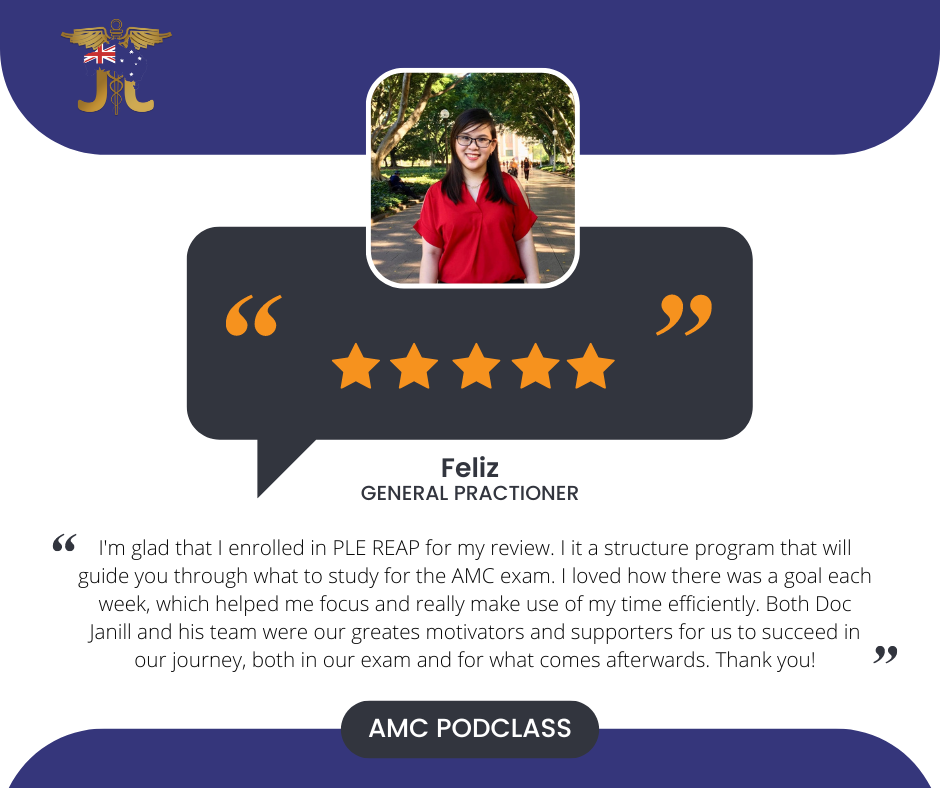 JL
Feliz
GENERAL PRACTIONER
“ I'm glad that I enrolled in PLE REAP for my review. I it a structure program that will
guide you through what to study for the AMC exam. I loved how there was a goal each
week, which helped me focus and really make use of my time efficiently. Both Doc
Janill and his team were our greates motivators and supporters for us to succeed in
our journey, both in our exam and for what comes afterwards. Thank you! ”
AMC PODCLASS